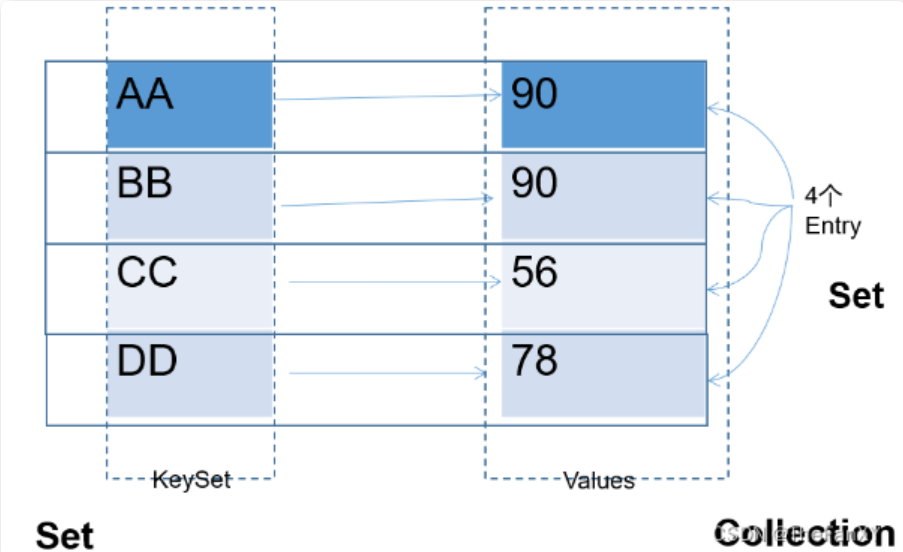 AA 90
BB 90
CC 56
DD 78
4个
Entry
Set
KeySet
Values
Set
Collection